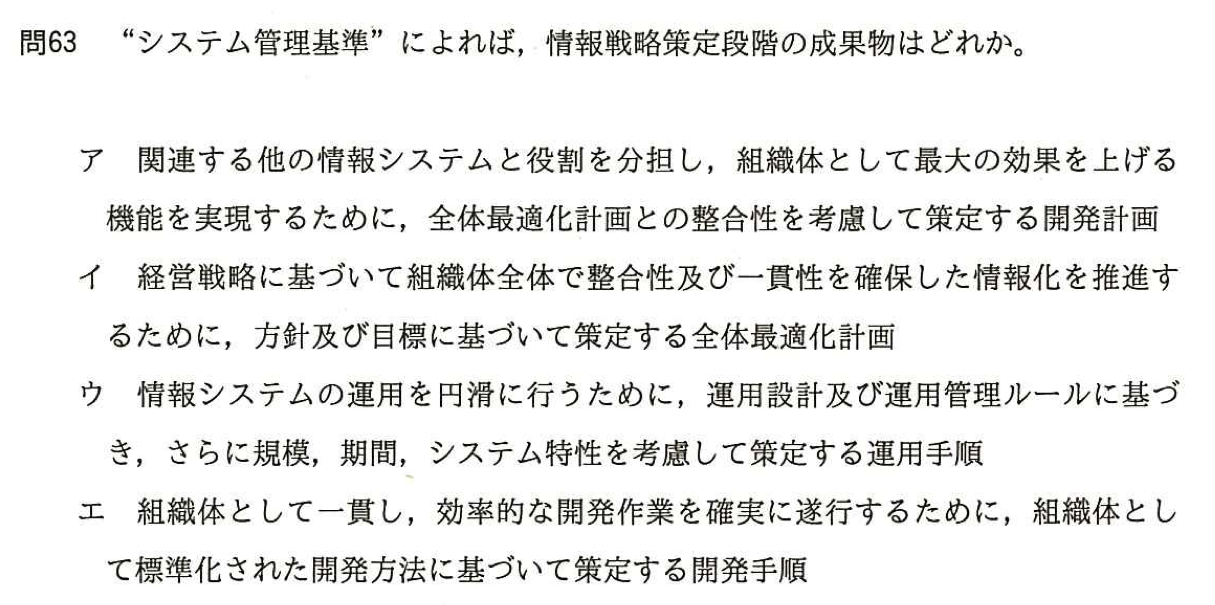 問63 “システム管理基準”によれば，情報戦略策定段階の成果物はどれか。
ア 関連する他の情報システムと役割を分担し，組織体として最大の効果を上げる
機能を実現するために，全体最適化計画との整合性を考慮して策定する開発計画
イ 経営戦略に基づいて組織体全体で整合性及び一貫性を確保した情報化を推進す
るために，方針及び目標に基づいて策定する全体最適化計画
ウ 情報システムの運用を円滑に行うために，運用設計及び運用管理ルールに基づ
き，さらに規模，期間，システム特性を考慮して策定する運用手順
エ 組織体として一貫し，効率的な開発作業を確実に遂行するために，組織体とし
て標準化された開発方法に基づいて策定する開発手順